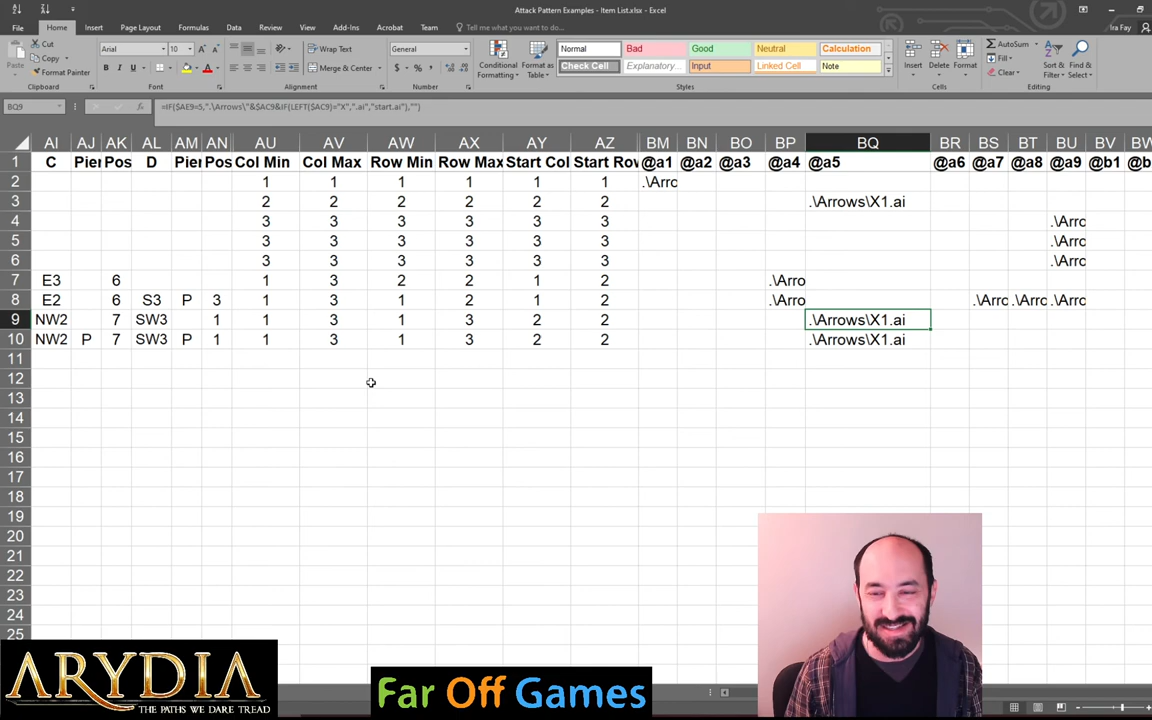 Attack Pattern Examples - Item List.xlsx - Excel
File Home Insert Page Layout Formulas Data Review View Add-Ins Acrobat Team Tell me what you want to do... Ira Fay
Paste Cut Copy Format Painter Clipboard
Arial 10 B I U Font
Wrap Text Merge & Center Alignment
General $ % , Number
Conditional Formatting Format as Table
Normal Bad Good Neutral Calculation
Check Cell Explanatory... Input Linked Cell Note
Styles
Insert Delete Format Cells
AutoSum Fill Clear Sort & Filter Find & Select Editing
BQ9 =IF($AE9=5,".\Arrows\"&$AC9&IF(LEFT($AC9)="X",".ai","start.ai"),"")
AI AJ AK AL AM AN AU AV AW AX AY AZ BM BN BO BP BQ BR BS BT BU BV BW
1 C Pier Pos D Pier Pos Col Min Col Max Row Min Row Max Start Col Start Row @a1 @a2 @a3 @a4 @a5 @a6 @a7 @a8 @a9 @b1 @b
2 1 1 1 1 1 1 .\Arro
3 2 2 2 2 2 2 .\Arrows\X1.ai
4 3 3 3 3 3 3 .\Arro
5 3 3 3 3 3 3 .\Arro
6 3 3 3 3 3 3 .\Arro
7 E3 6 1 3 2 2 1 2 .\Arro
8 E2 6 S3 P 3 1 3 1 2 1 2 .\Arro .\Arro .\Arro .\Arro
9 NW2 7 SW3 1 1 3 1 3 2 2 .\Arrows\X1.ai
10 NW2 P 7 SW3 P 1 1 3 1 3 2 2 .\Arrows\X1.ai
11
12
13
14
15
16
17
18
19
20
21
22
23
24
25
ARYDIA
THE PATHS WE DARE TREAD
Far Off Games